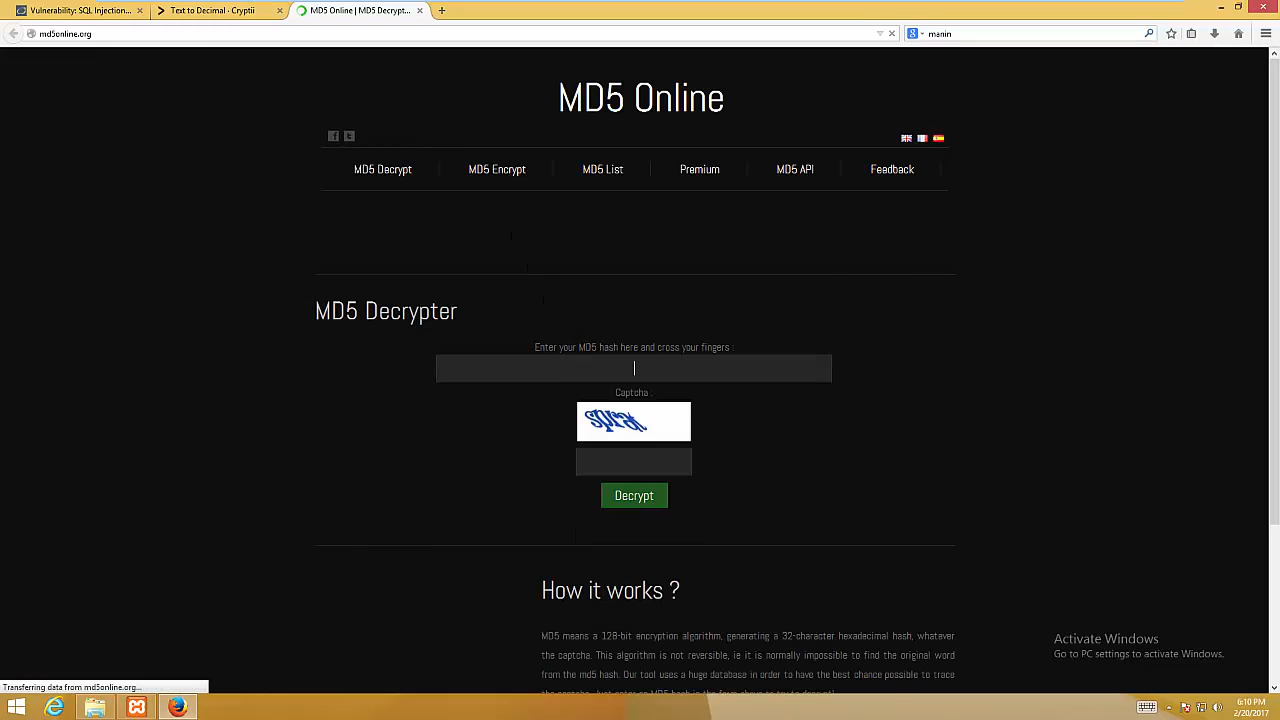 Vulnerability: SQL Injection...
Text to Decimal · Cryptii
MD5 Online | MD5 Decrypt...
md5online.org
manin
MD5 Online
MD5 Decrypt
MD5 Encrypt
MD5 List
Premium
MD5 API
Feedback
MD5 Decrypter
Enter your MD5 hash here and cross your fingers :
Captcha :
Decrypt
How it works ?
MD5 means a 128-bit encryption algorithm, generating a 32-character hexadecimal hash, whatever
the captcha. This algorithm is not reversible, ie it is normally impossible to find the original word
from the md5 hash. Our tool uses a huge database in order to have the best chance possible to trace
Activate Windows
Go to PC settings to activate Windows.
Transferring data from md5online.org...
6:10 PM
2/20/2017